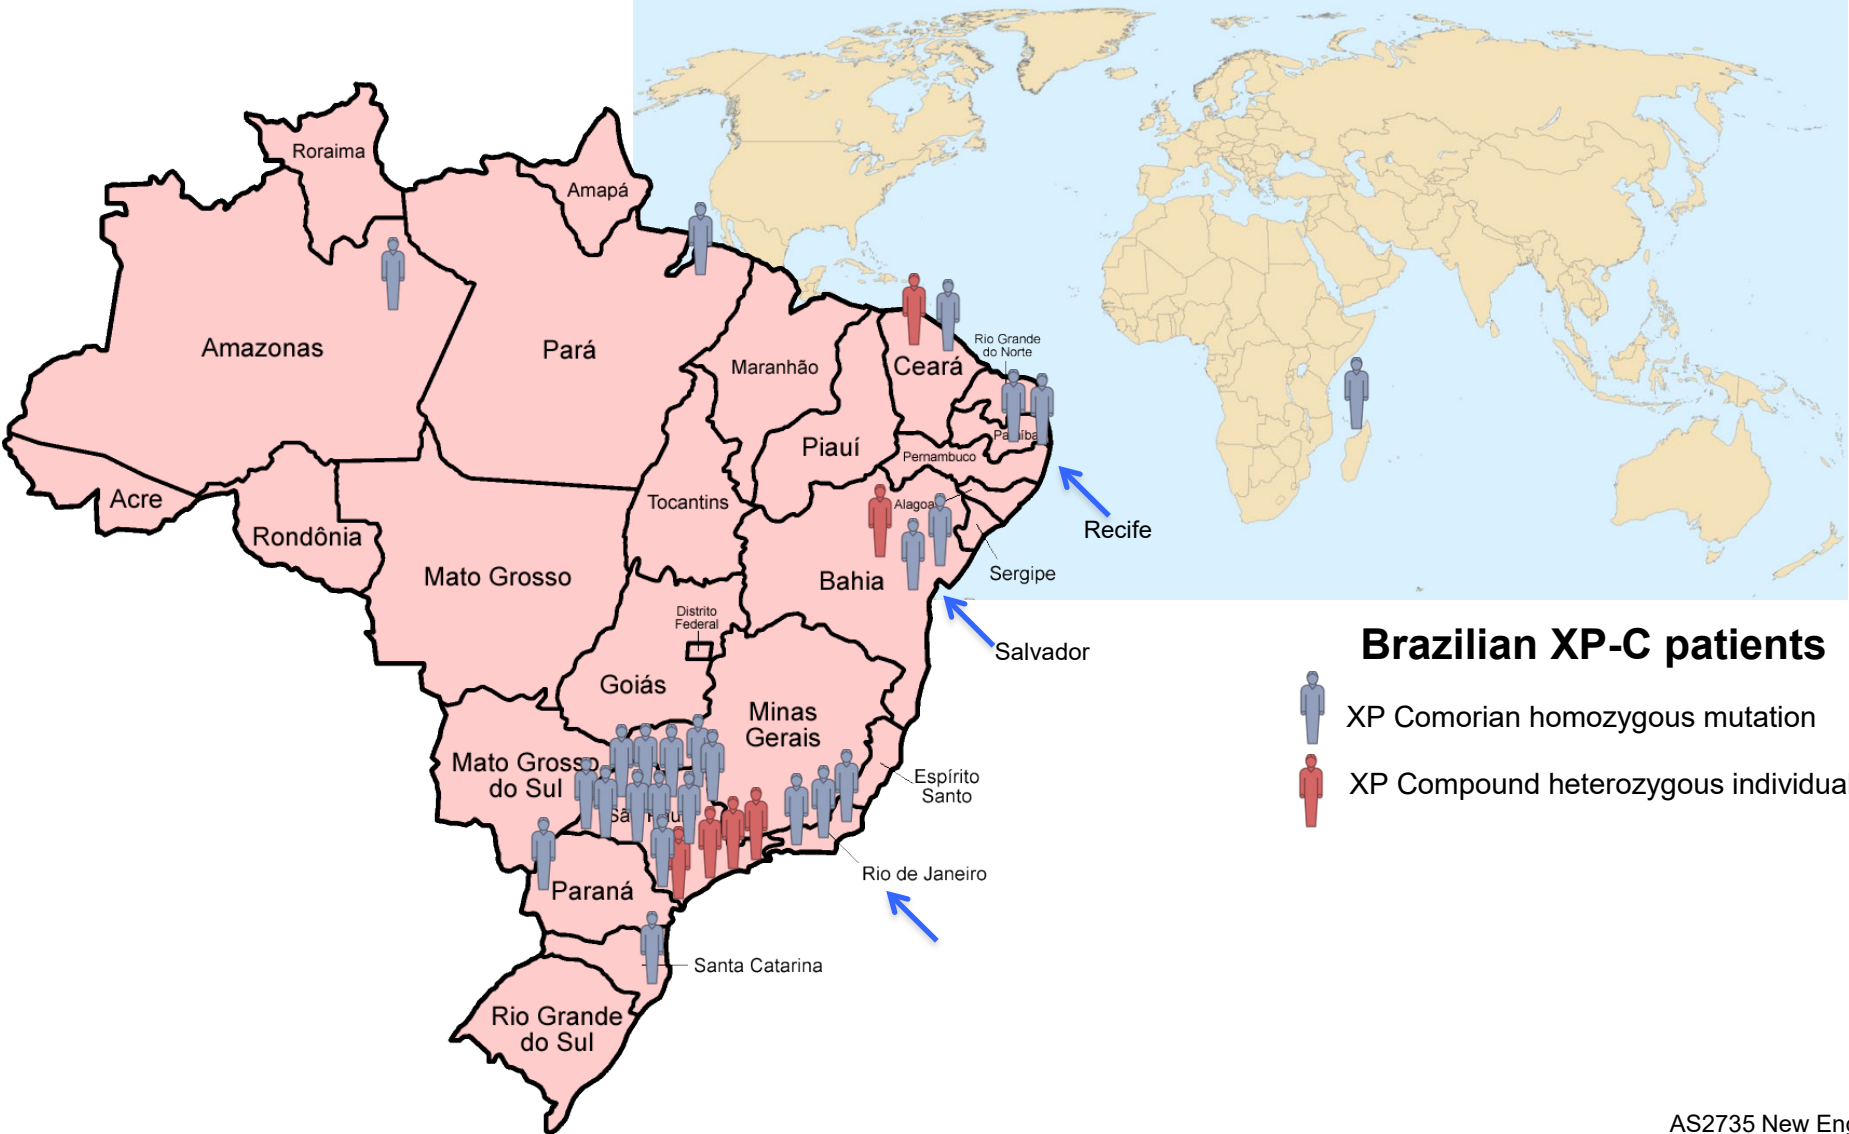 Roraima
Amapá
Amazonas
Pará
Rio Grande
do Norte
Maranhão
Ceará
Piauí
Pernambuco
Acre
Tocantins
Rondônia
Recife
Mato Grosso
Bahia
Sergipe
Distrito
Federal
Salvador
Goiás
Minas
Gerais
Mato Grosso
do Sul
Espírito
Santo
Rio de Janeiro
Paraná
Santa Catarina
Rio Grande
do Sul
Brazilian XP-C patients
XP Comorian homozygous mutation
XP Compound heterozygous individual
AS2735 New Eng